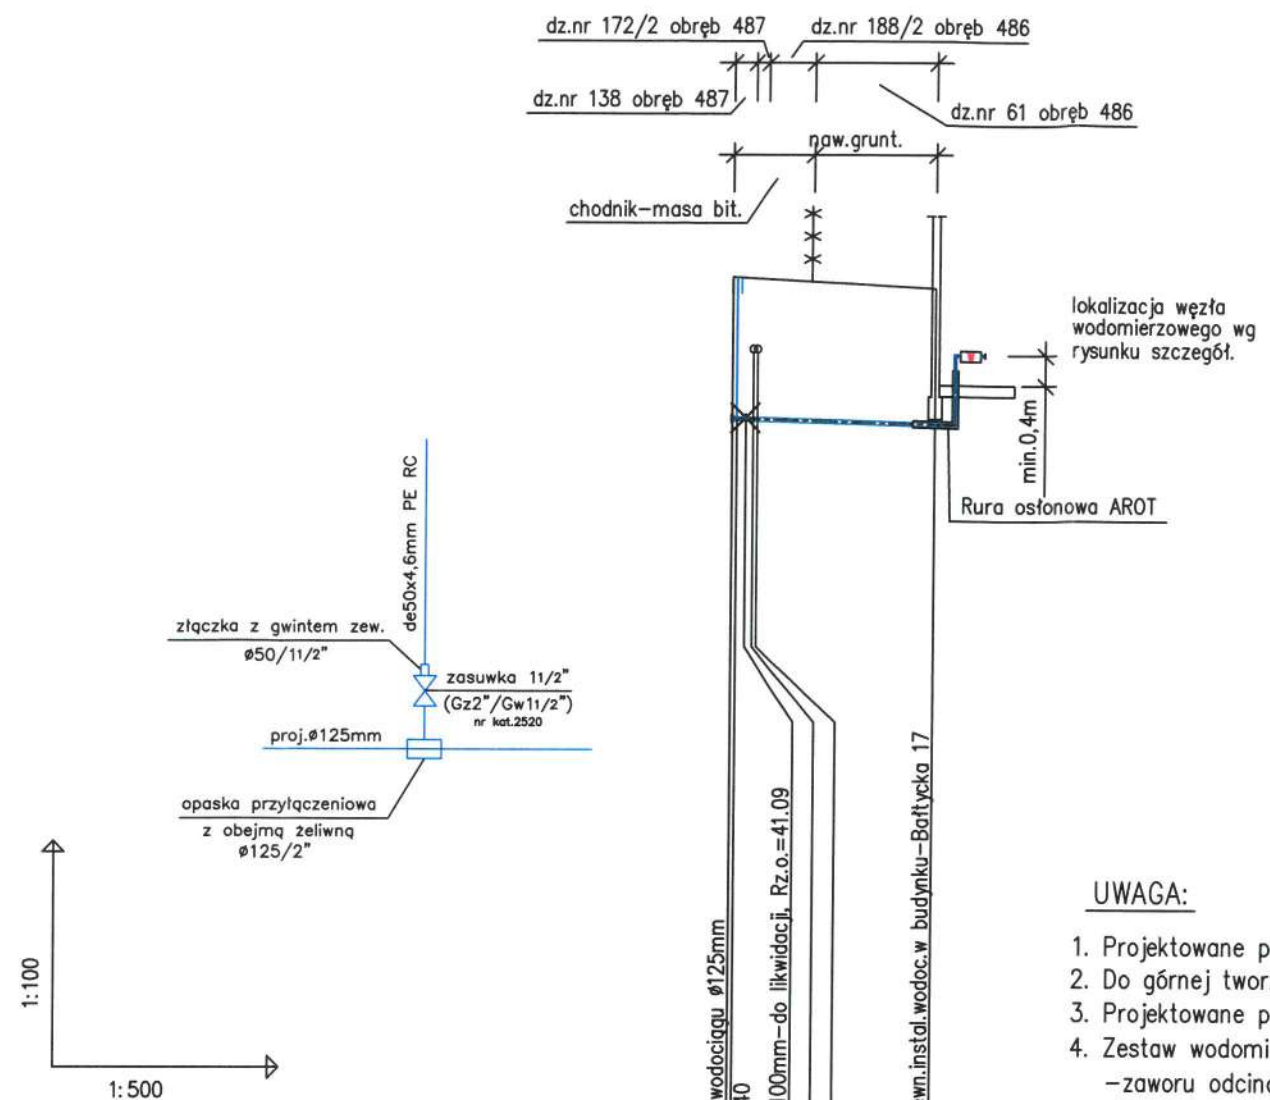 dz.nr 172/2 obręb 487
dz.nr 188/2 obręb 486
dz.nr 138 obręb 487
dz.nr 61 obręb 486
naw.grunt.
chodnik-masa bit.
lokalizacja węzła
wodomierzowego wg
rysunku szczegół.
min.0,4m
Rura osłonowa AROT
de50x4,6mm PE RC
złączka z gwintem zew.
ø50/11/2"
zasuwka 11/2"
(Gz2"/Gw11/2")
nr kat.2520
proj.ø125mm
opaska przyłączeniowa
z obejmą żeliwną
ø125/2"
1:100
1:500
wodociągu ø125mm
40
100mm-do likwidacji, Rz.o.=41.09
wn.instal.wodoc.w budynku-Bałtycka 17
UWAGA:
1. Projektowane p
2. Do górnej twor
3. Projektowane p
4. Zestaw wodomi
-zaworu odcina